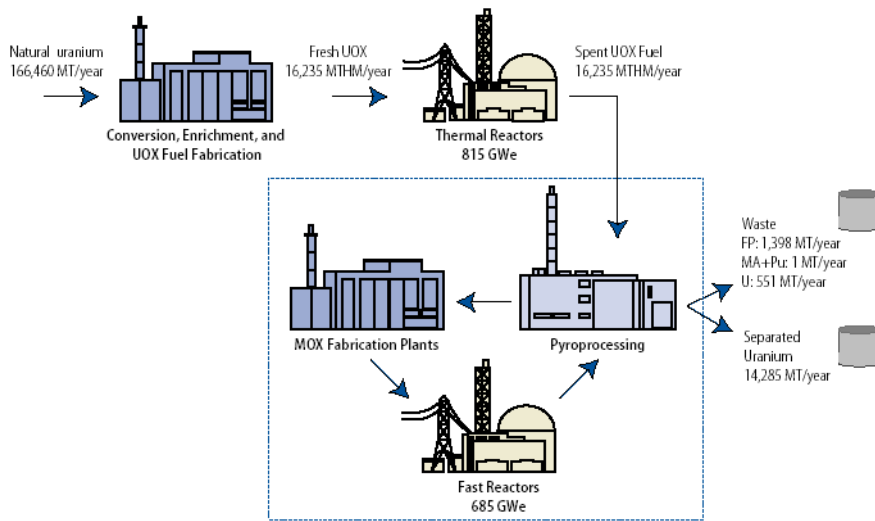 Natural uranium
166,460 MT/year
Fresh UOX
16,235 MTHM/year
Spent UOX Fuel
16,235 MTHM/year
Conversion, Enrichment, and
UOX Fuel Fabrication
Thermal Reactors
815 GWe
Waste
FP: 1,398 MT/year
MA+Pu: 1 MT/year
U: 551 MT/year
MOX Fabrication Plants
Pyroprocessing
Separated
Uranium
14,285 MT/year
Fast Reactors
685 GWe